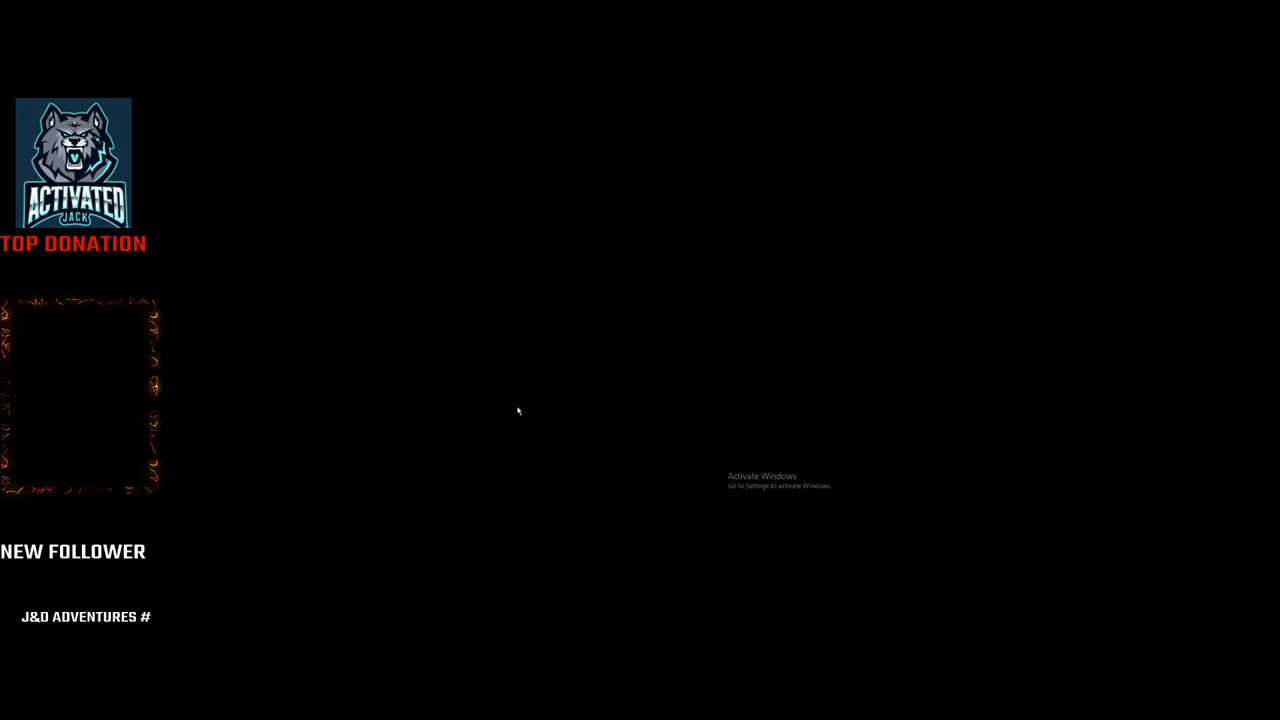 ACTIVATED
JACK
TOP DONATION
Activate Windows
Go to Settings to activate Windows.
NEW FOLLOWER
J&D ADVENTURES #